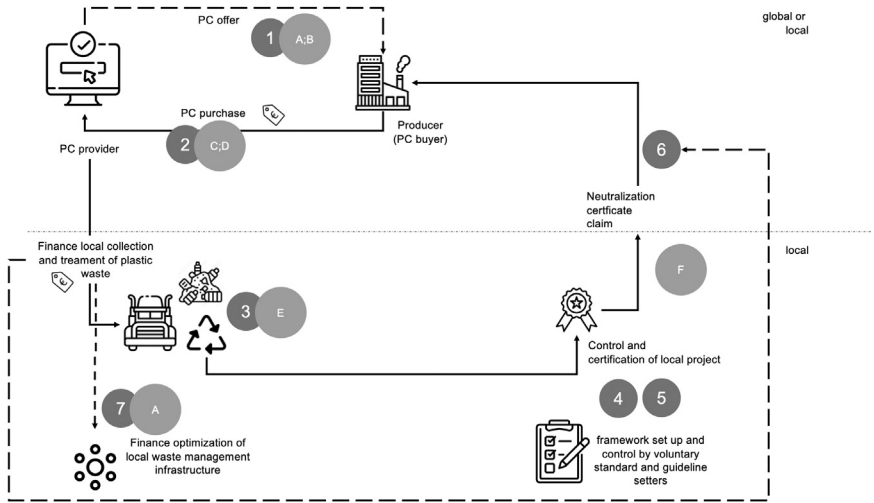 PC offer
1
A;B
global or
local
PC purchase
€
Producer
(PC buyer)
2
C;D
PC provider
6
Neutralization
certficate
claim
Finance local collection
and treament of plastic
waste
€
local
F
3
E
Control and
certification of local project
4
5
7
A
Finance optimization of
local waste management
infrastructure
framework set up and
control by voluntary
standard and guideline
setters